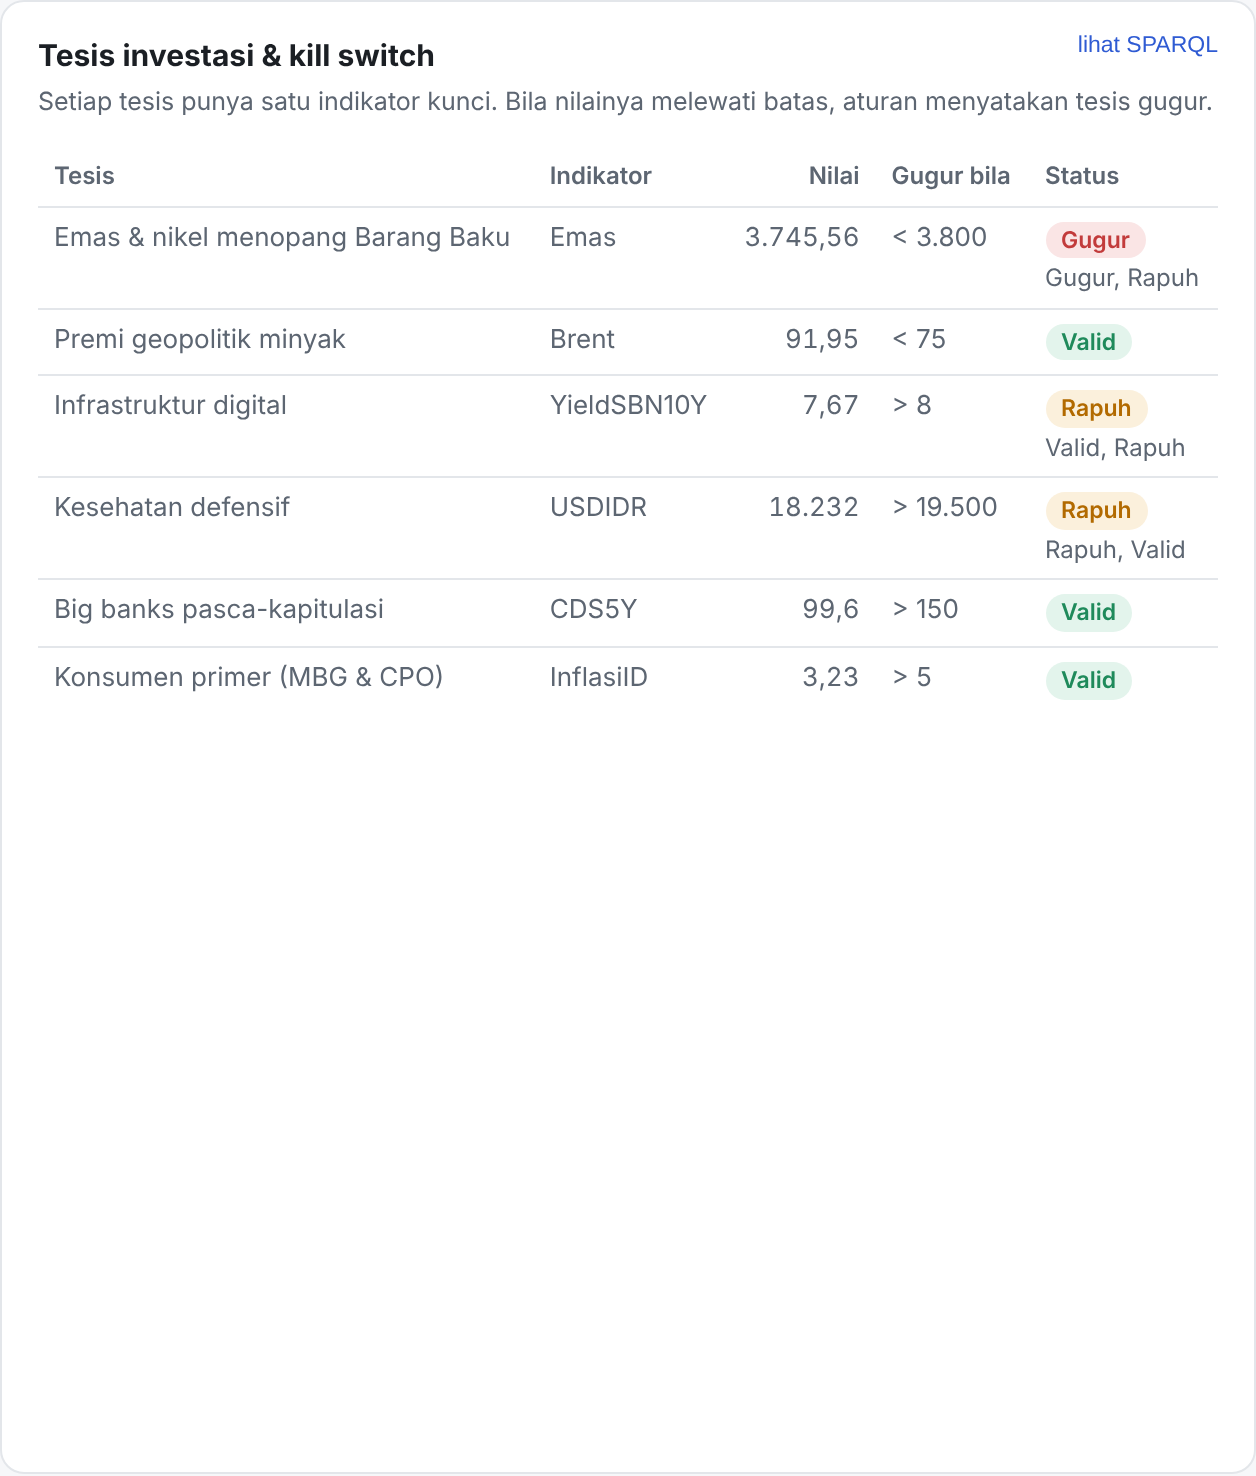 Tesis investasi & kill switch
lihat SPARQL
Setiap tesis punya satu indikator kunci. Bila nilainya melewati batas, aturan menyatakan tesis gugur.
Tesis Indikator Nilai Gugur bila Status
Emas & nikel menopang Barang Baku Emas 3.745,56 < 3.800 Gugur
Gugur, Rapuh
Premi geopolitik minyak Brent 91,95 < 75 Valid
Infrastruktur digital YieldSBN10Y 7,67 > 8 Rapuh
Valid, Rapuh
Kesehatan defensif USDIDR 18.232 > 19.500 Rapuh
Rapuh, Valid
Big banks pasca-kapitulasi CDS5Y 99,6 > 150 Valid
Konsumen primer (MBG & CPO) InflasiID 3,23 > 5 Valid